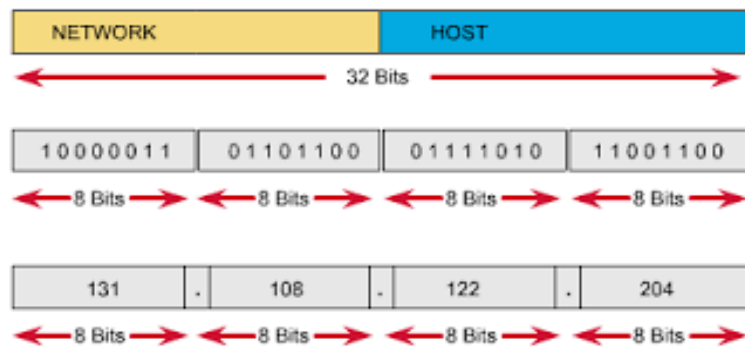 NETWORK HOST
32 Bits
10000011 01101100 01111010 11001100
8 Bits 8 Bits 8 Bits 8 Bits
131 . 108 . 122 . 204
8 Bits 8 Bits 8 Bits 8 Bits